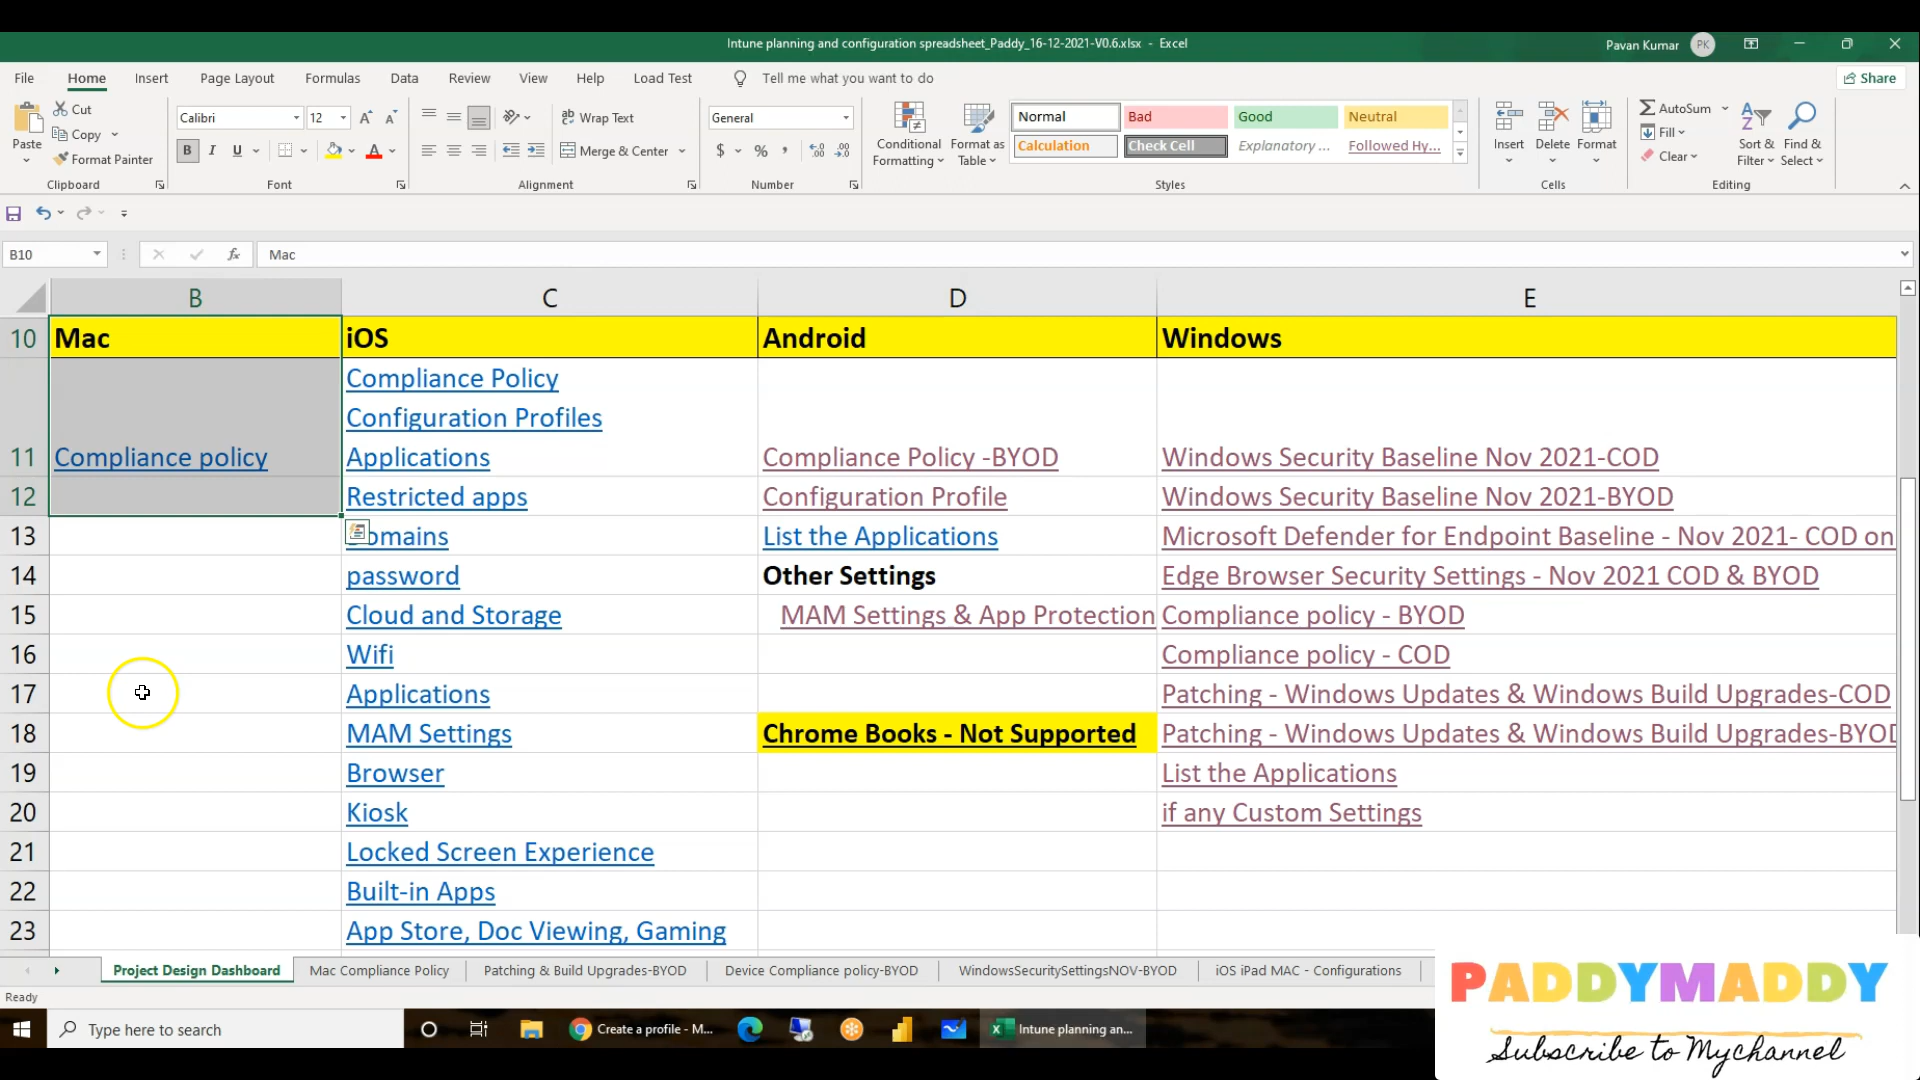 Intune planning and configuration spreadsheet_Paddy_16-12-2021-V0.6.xlsx - Excel
Pavan Kumar PK
File Home Insert Page Layout Formulas Data Review View Help Load Test Tell me what you want to do Share
Paste Cut Copy Format Painter
Clipboard
Calibri 12
Font
Wrap Text
Merge & Center
Alignment
General
Number
Conditional Formatting
Format as Table
Normal Bad Good Neutral
Calculation Check Cell Explanatory ... Followed Hy...
Styles
Insert Delete Format
Cells
AutoSum
Fill
Clear
Sort & Filter
Find & Select
Editing
B10 fx Mac
B C D E
10 Mac iOS Android Windows
Compliance Policy
Configuration Profiles
11 Compliance policy Applications Compliance Policy -BYOD Windows Security Baseline Nov 2021-COD
12 Restricted apps Configuration Profile Windows Security Baseline Nov 2021-BYOD
13 omains List the Applications Microsoft Defender for Endpoint Baseline - Nov 2021- COD on
14 password Other Settings Edge Browser Security Settings - Nov 2021 COD & BYOD
15 Cloud and Storage MAM Settings & App Protection Compliance policy - BYOD
16 Wifi Compliance policy - COD
17 Applications Patching - Windows Updates & Windows Build Upgrades-COD
18 MAM Settings Chrome Books - Not Supported Patching - Windows Updates & Windows Build Upgrades-BYOD
19 Browser List the Applications
20 Kiosk if any Custom Settings
21 Locked Screen Experience
22 Built-in Apps
23 App Store, Doc Viewing, Gaming
Project Design Dashboard Mac Compliance Policy Patching & Build Upgrades-BYOD Device Compliance policy-BYOD WindowsSecuritySettingsNOV-BYOD iOS iPad MAC - Configurations
Ready
Type here to search Create a profile - M... Intune planning an...
PADDYMADDY
Subscribe to Mychannel